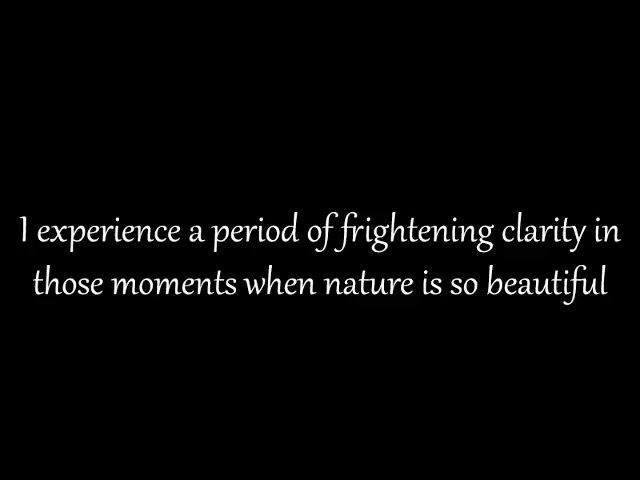 I experience a period of frightening clarity in
those moments when nature is so beautiful